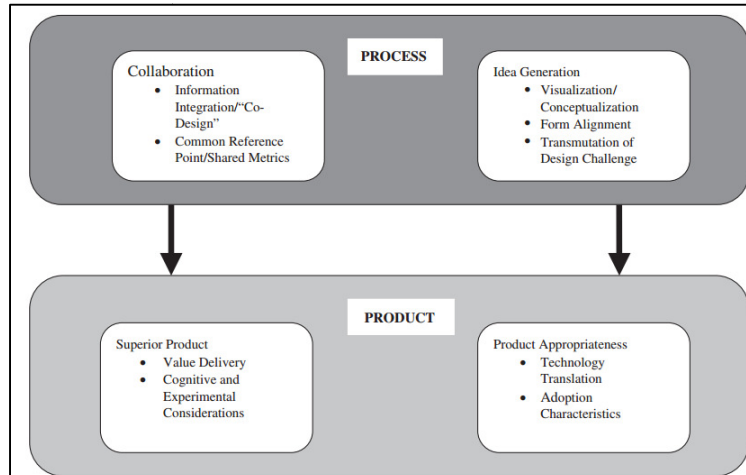 PROCESS
Collaboration
• Information
Integration/“Co-
Design”
• Common Reference
Point/Shared Metrics
Idea Generation
• Visualization/
Conceptualization
• Form Alignment
• Transmutation of
Design Challenge
PRODUCT
Superior Product
• Value Delivery
• Cognitive and
Experimental
Considerations
Product Appropriateness
• Technology
Translation
• Adoption
Characteristics